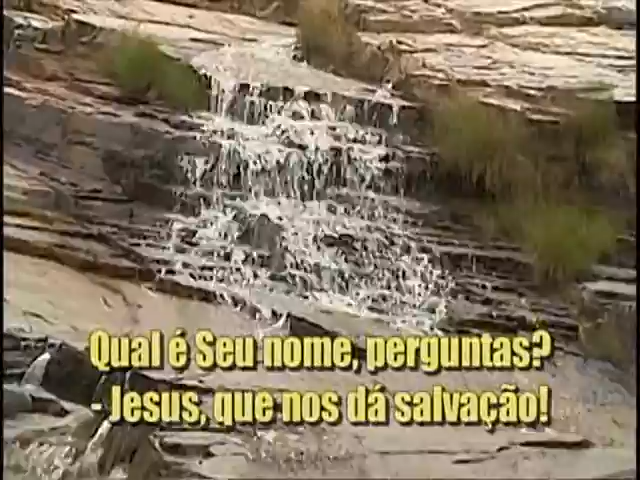 Qual é Seu nome, perguntas?
- Jesus, que nos dá salvação!